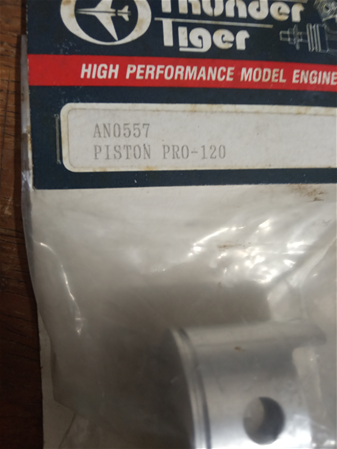 Thunder
Tiger
HIGH PERFORMANCE MODEL ENGINE
AN0557
PISTON PRO-120